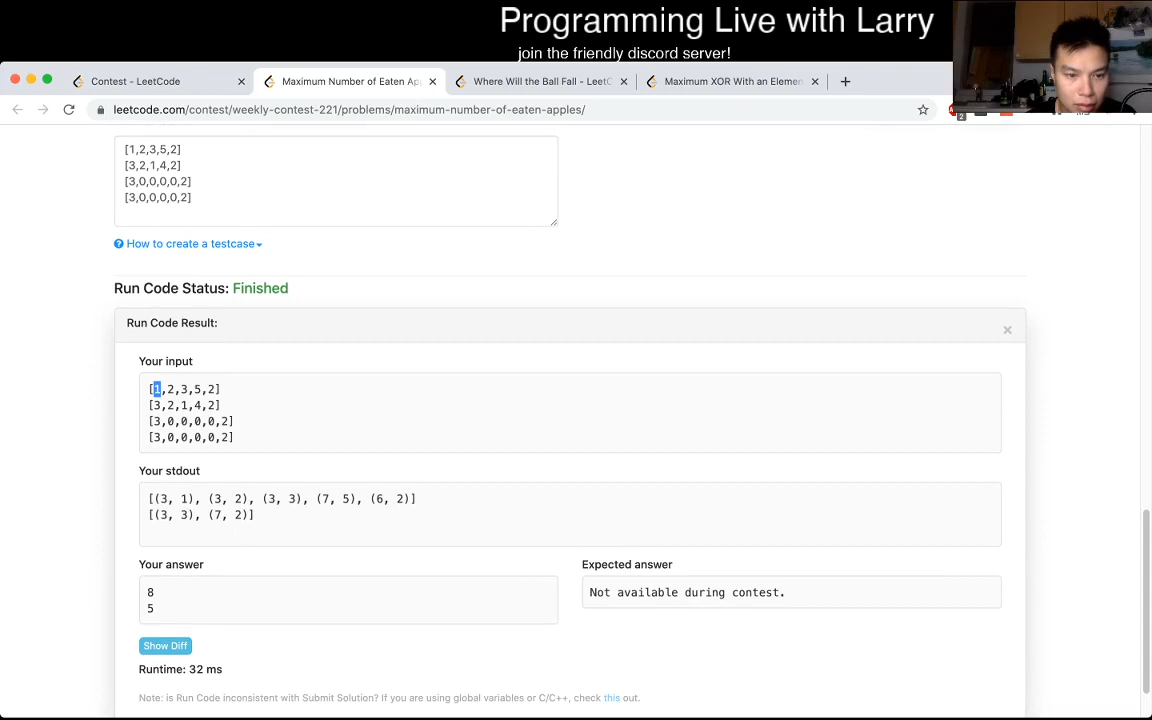 Programming Live with Larry
join the friendly discord server!
Contest - LeetCode
Maximum Number of Eaten Ap
Where Will the Ball Fall - Leet
Maximum XOR With an Elemen
leetcode.com/contest/weekly-contest-221/problems/maximum-number-of-eaten-apples/
2
[1,2,3,5,2]
[3,2,1,4,2]
[3,0,0,0,0,2]
[3,0,0,0,0,2]
How to create a testcase
Run Code Status: Finished
Run Code Result:
Your input
[1,2,3,5,2]
[3,2,1,4,2]
[3,0,0,0,0,2]
[3,0,0,0,0,2]
Your stdout
[(3, 1), (3, 2), (3, 3), (7, 5), (6, 2)]
[(3, 3), (7, 2)]
Your answer
Expected answer
8
5
Not available during contest.
Show Diff
Runtime: 32 ms
Note: is Run Code inconsistent with Submit Solution? If you are using global variables or C/C++, check this out.